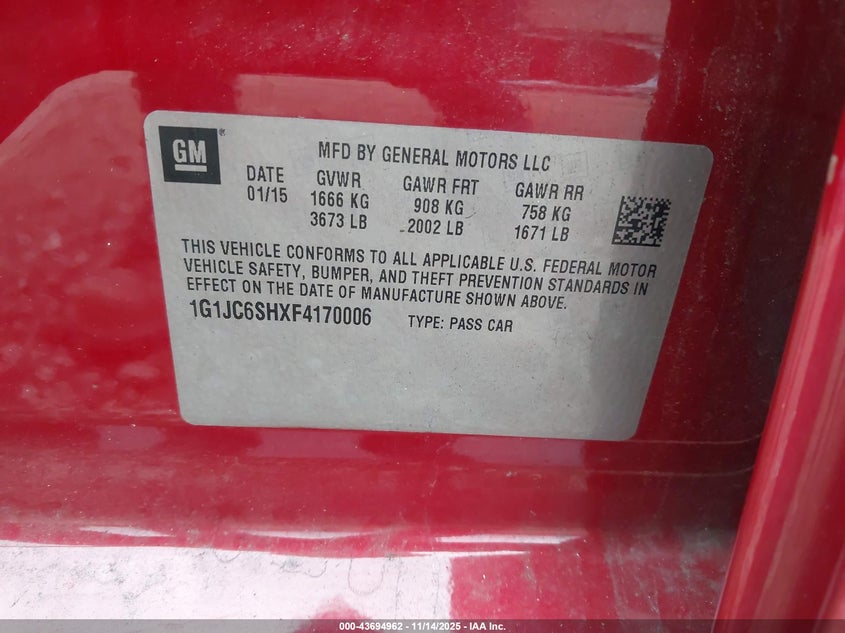 GM®
MFD BY GENERAL MOTORS LLC
DATE GVWR GAWR FRT GAWR RR
01/15 1666 KG 908 KG 758 KG
3673 LB 2002 LB 1671 LB
THIS VEHICLE CONFORMS TO ALL APPLICABLE U.S. FEDERAL MOTOR
VEHICLE SAFETY, BUMPER, AND THEFT PREVENTION STANDARDS IN
EFFECT ON THE DATE OF MANUFACTURE SHOWN ABOVE.
1G1JC6SHXF4170006 TYPE: PASS CAR
000-43694962 - 11/14/2025 - © IAA Inc.